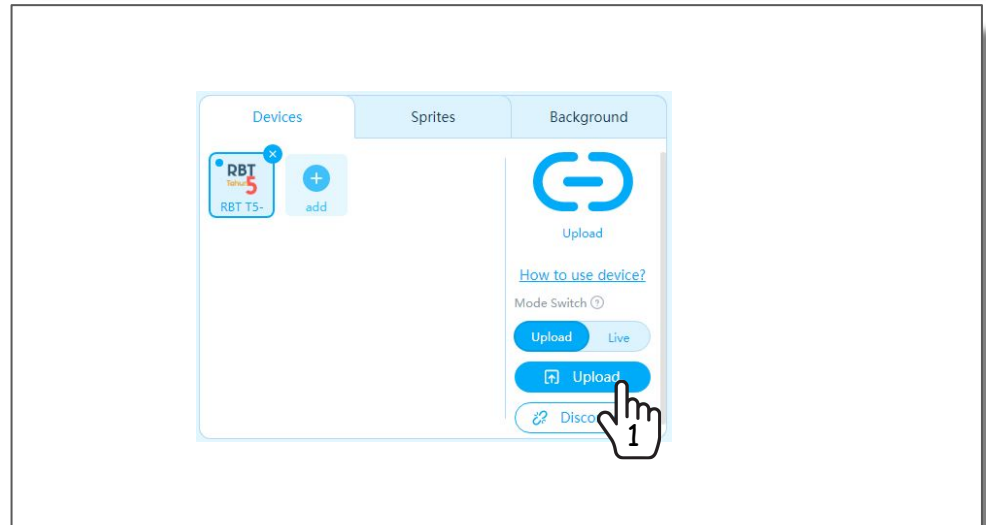 Devices
Sprites
Background
RBT
Tahun
5
RBT T5-
add
Upload
How to use device?
Mode Switch ?
Upload
Live
Upload
Disco
1